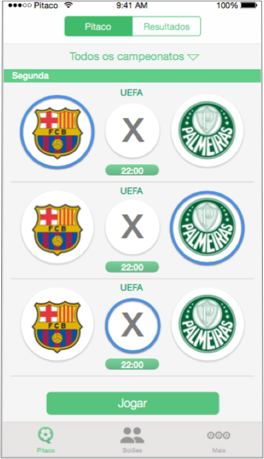 Pitaco 9:41 AM 100%
Pitaco Resultados
Todos os campeonatos
Segunda
UEFA
FCB X PALMEIRAS
22:00
UEFA
FCB X PALMEIRAS
22:00
UEFA
FCB X PALMEIRAS
22:00
Jogar
Pitaco Bolões Mais